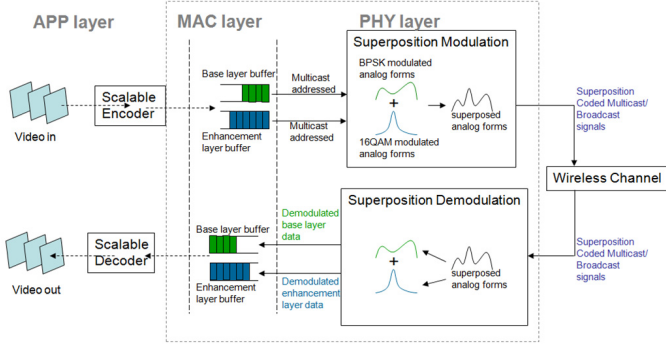 APP layer
MAC layer
PHY layer
Superposition Modulation
Base layer buffer
Multicast
addressed
BPSK modulated
analog forms
+
superposed
analog forms
16QAM modulated
analog forms
Enhancement
layer buffer
Multicast
addressed
Scalable
Encoder
Video in
Superposition
Coded Multicast/
Broadcast
signals
Wireless Channel
Superposition Demodulation
Base layer buffer
Demodulated
base layer
data
+
superposed
analog forms
Enhancement
layer buffer
Demodulated
enhancement
layer data
Scalable
Decoder
Video out
Superposition
Coded Multicast/
Broadcast
signals